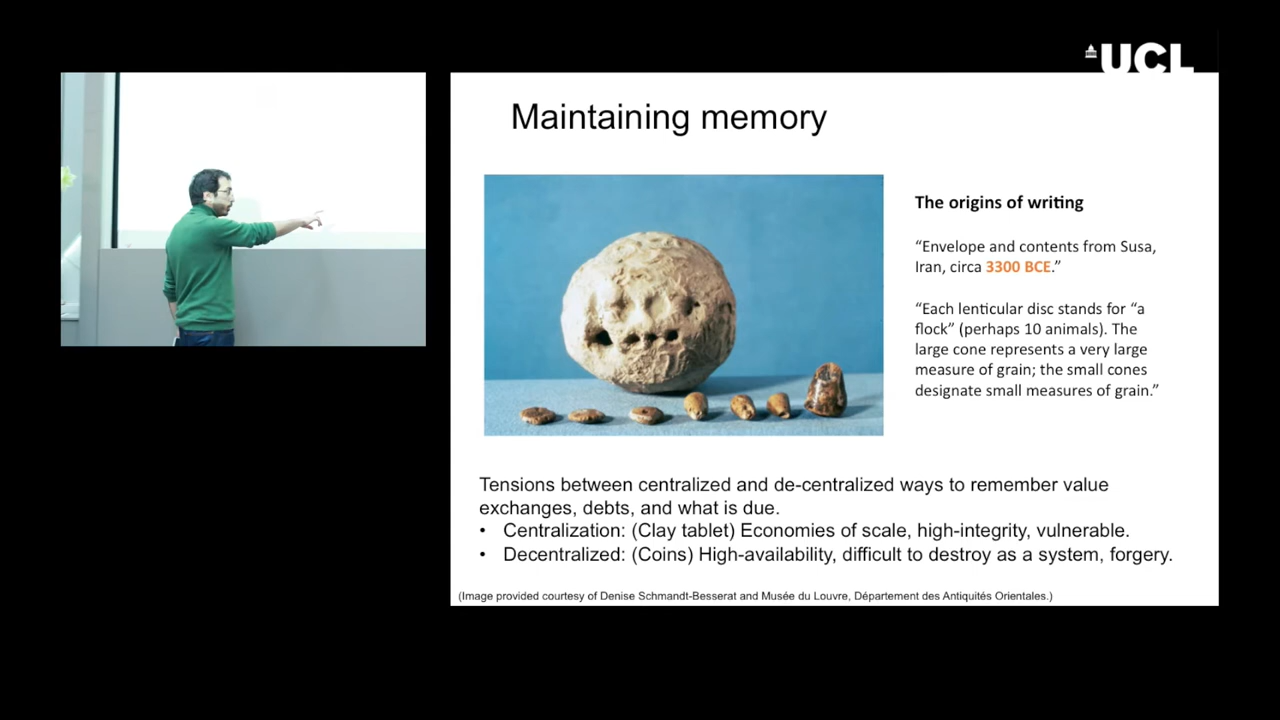 UCL
Maintaining memory
The origins of writing
“Envelope and contents from Susa,
Iran, circa 3300 BCE.”
“Each lenticular disc stands for “a
flock” (perhaps 10 animals). The
large cone represents a very large
measure of grain; the small cones
designate small measures of grain.”
Tensions between centralized and de-centralized ways to remember value
exchanges, debts, and what is due.
• Centralization: (Clay tablet) Economies of scale, high-integrity, vulnerable.
• Decentralized: (Coins) High-availability, difficult to destroy as a system, forgery.
(Image provided courtesy of Denise Schmandt-Besserat and Musée du Louvre, Département des Antiquités Orientales.)